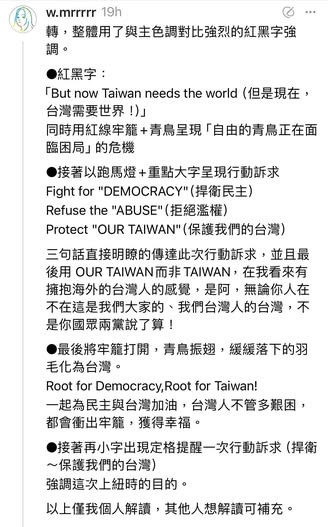 w.mrrrrr 19h
轉，整體用了與主色調對比強烈的紅黑字強
調。
●紅黑字：
「But now Taiwan needs the world (但是現在，
台灣需要世界！)」
同時用紅線牢籠+青鳥呈現「自由的青鳥正在面
臨困局」的危機
●接著以跑馬燈+重點大字呈現行動訴求
Fight for "DEMOCRACY"(捍衛民主)
Refuse the "ABUSE"(拒絕濫權)
Protect "OUR TAIWAN"(保護我們的台灣)
三句話直接明瞭的傳達此次行動訴求，並且最
後用 OUR TAIWAN而非 TAIWAN，在我看來有
擁抱海外的台灣人的感覺，是阿，無論你人在
不在這是我們大家的、我們台灣人的台灣，不
是你國眾兩黨說了算！
●最後將牢籠打開，青鳥振翅，緩緩落下的羽
毛化為台灣。
Root for Democracy,Root for Taiwan!
一起為民主與台灣加油，台灣人不管多艱困，
都會衝出牢籠，獲得幸福。
●接著再小字出現定格提醒一次行動訴求 (捍衛
～保護我們的台灣)
強調這次上紐時的目的。
以上僅我個人解讀，其他人想解讀可補充。